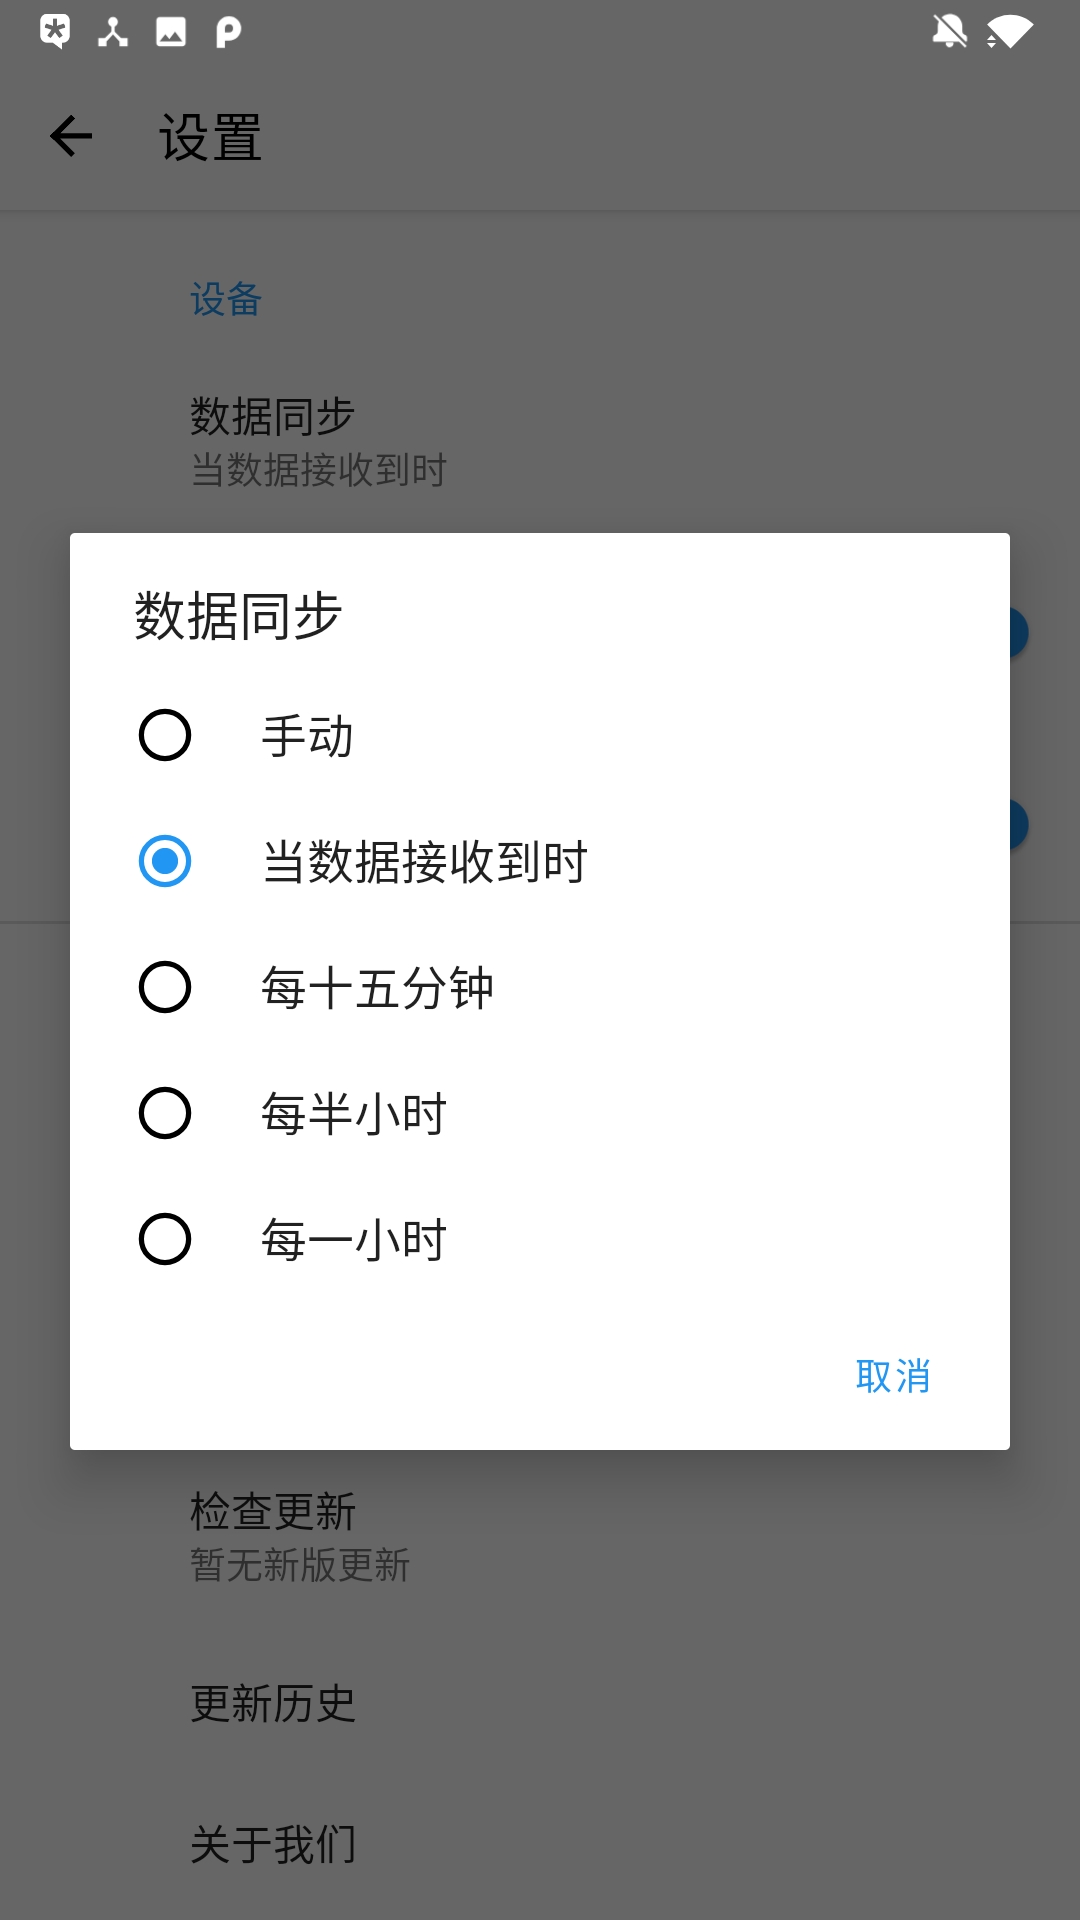 设置
设备
数据同步
当数据接收到时
数据同步
手动
当数据接收到时
每十五分钟
每半小时
每一小时
取消
检查更新
暂无新版更新
更新历史
关于我们